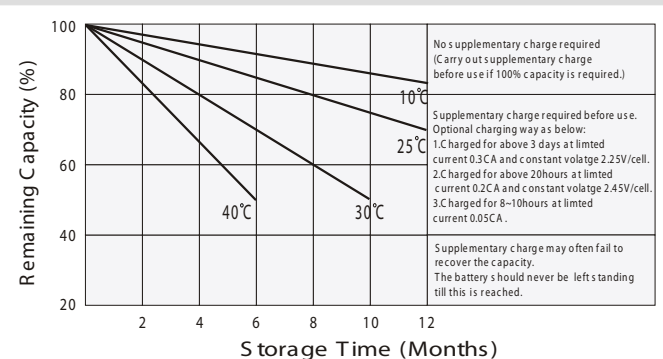 100
80
60
40
20
Remaining Capacity (%)
2 4 6 8 10 12
Storage Time (Months)
10℃
25℃
30℃
40℃
No supplementary charge required
(Carry out supplementary charge
before use if 100% capacity is required.)
Supplementary charge required before use.
Optional charging way as below:
1.Charged for above 3 days at limted
current 0.3CA and constant volatge 2.25V/cell.
2.Charged for above 20hours at limted
current 0.2CA and constant volatge 2.45V/cell.
3.Charged for 8~10hours at limted
current 0.05CA .
Supplementary charge may often fail to
recover the capacity.
The battery should never be left standing
till this is reached.